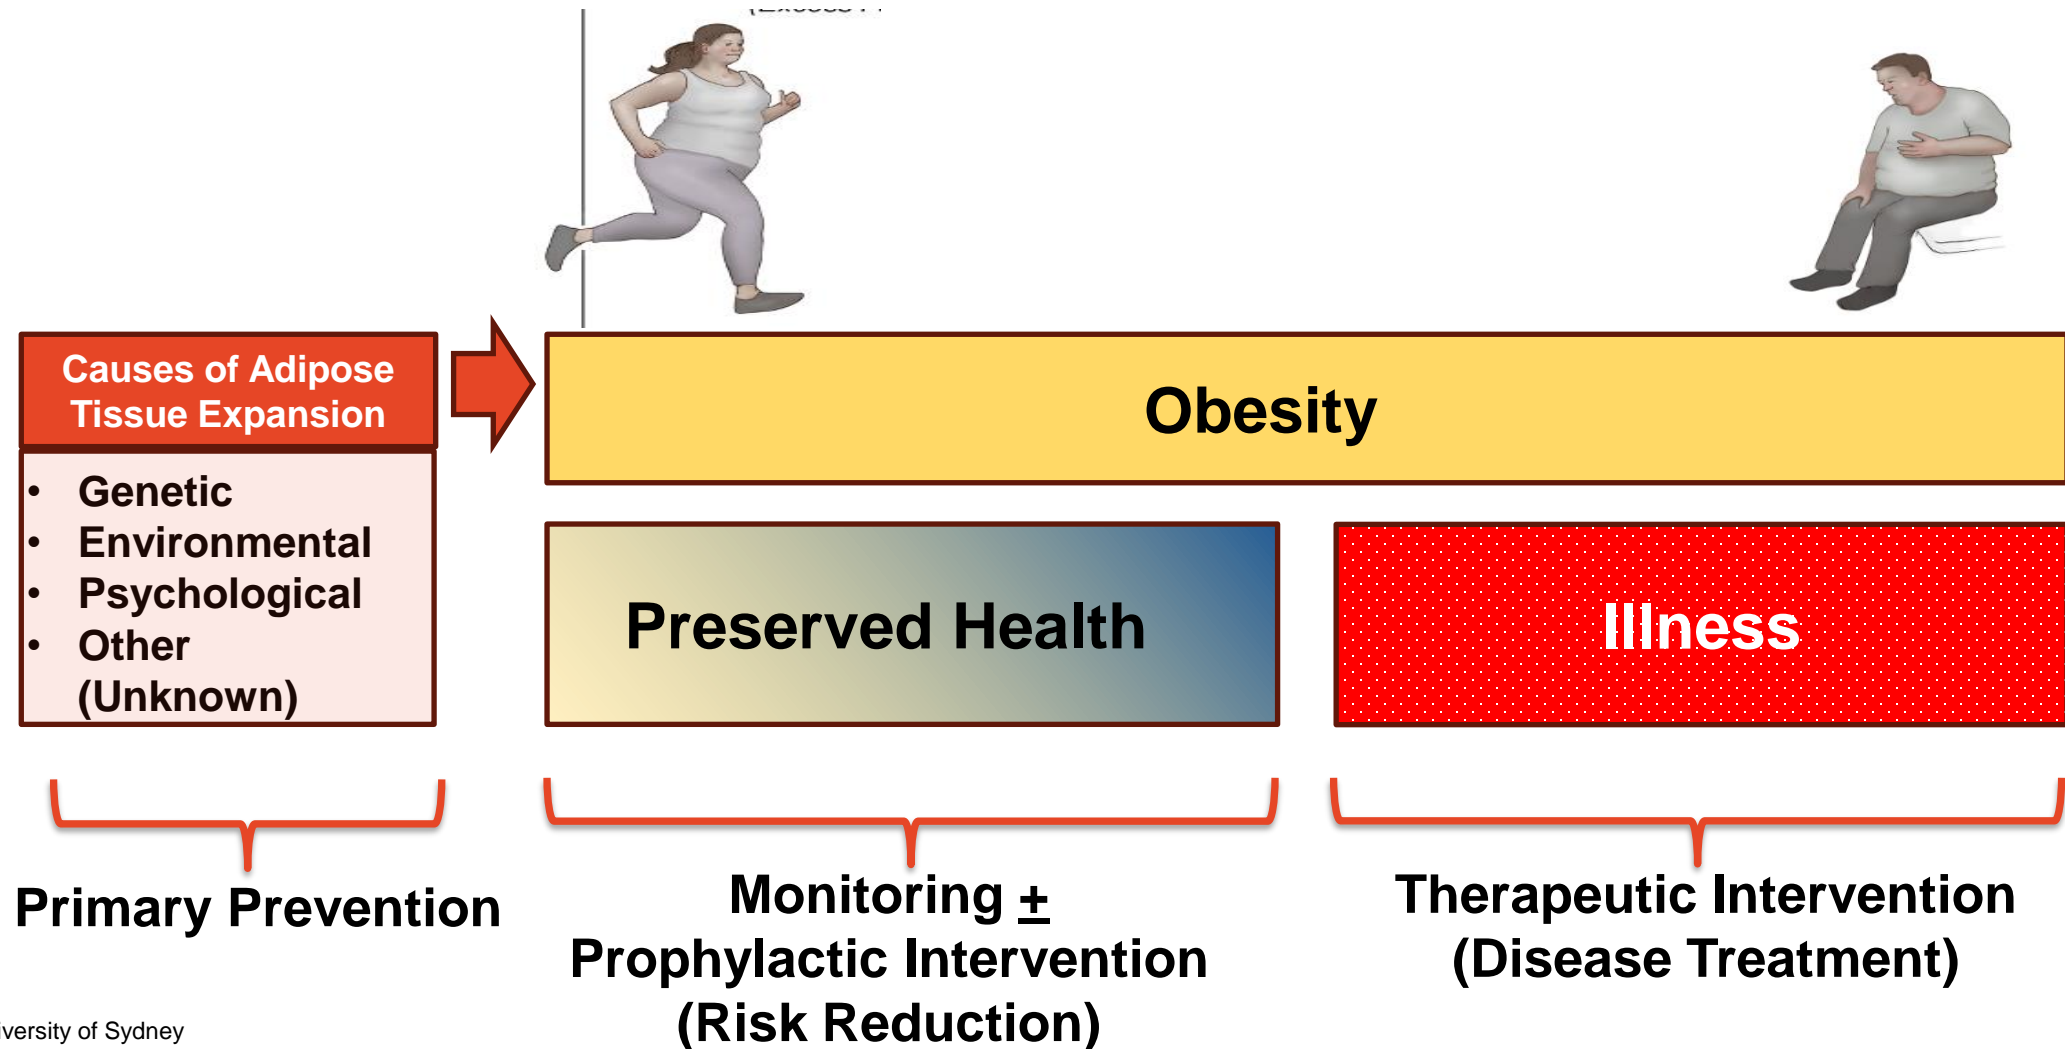 Causes of Adipose
Tissue Expansion
• Genetic
• Environmental
• Psychological
• Other
(Unknown)
Obesity
Preserved Health
Illness
Primary Prevention
Monitoring ±
Prophylactic Intervention
(Risk Reduction)
Therapeutic Intervention
(Disease Treatment)
iversity of Sydney